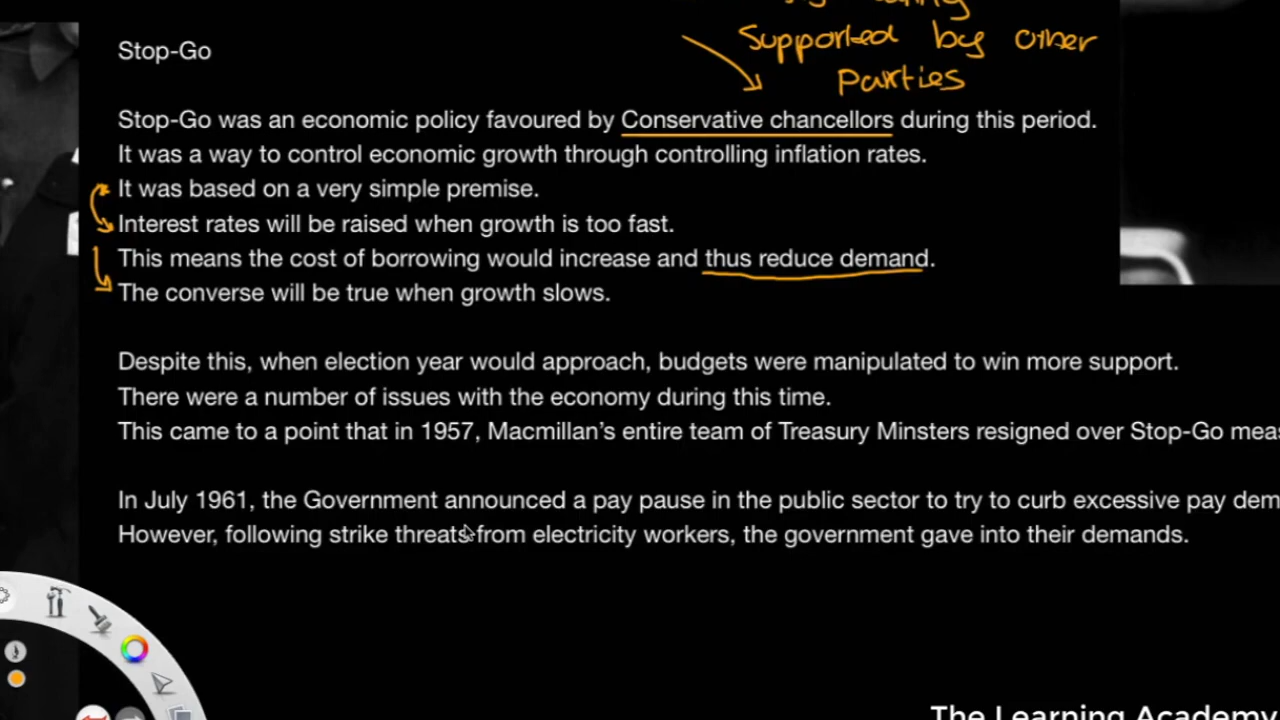 Supported by other
Parties
Stop-Go
Stop-Go was an economic policy favoured by Conservative chancellors during this period.
It was a way to control economic growth through controlling inflation rates.
It was based on a very simple premise.
Interest rates will be raised when growth is too fast.
This means the cost of borrowing would increase and thus reduce demand.
The converse will be true when growth slows.
Despite this, when election year would approach, budgets were manipulated to win more support.
There were a number of issues with the economy during this time.
This came to a point that in 1957, Macmillan's entire team of Treasury Minsters resigned over Stop-Go
In July 1961, the Government announced a pay pause in the public sector to try to curb excessive pay
However, following strike threats from electricity workers, the government gave into their demands.
The Learning Academy